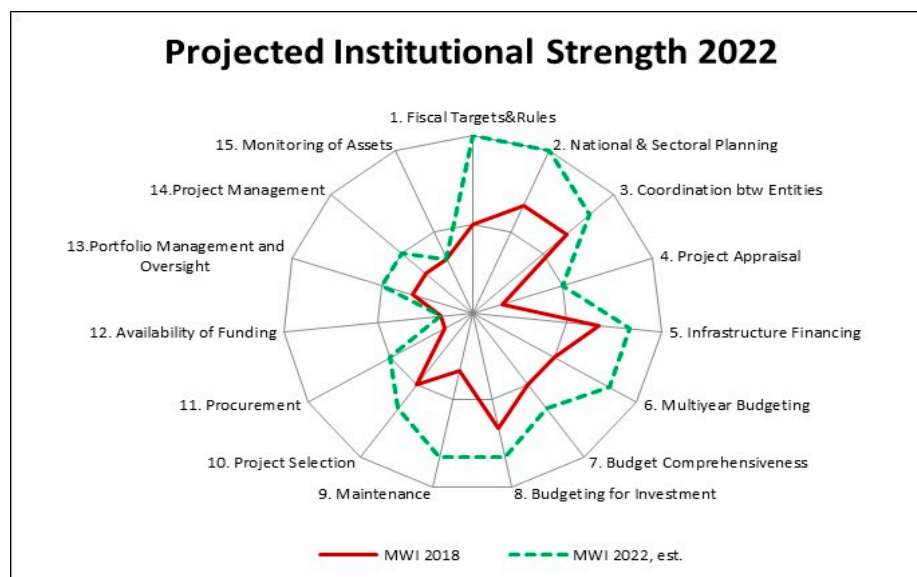 Projected Institutional Strength 2022
1. Fiscal Targets&Rules
15. Monitoring of Assets
2. National & Sectoral Planning
14.Project Management
3. Coordination btw Entities
13.Portfolio Management and
Oversight
4. Project Appraisal
12. Availability of Funding
5. Infrastructure Financing
11. Procurement
6. Multiyear Budgeting
10. Project Selection
7. Budget Comprehensiveness
9. Maintenance
8. Budgeting for Investment
MWI 2018
MWI 2022, est.